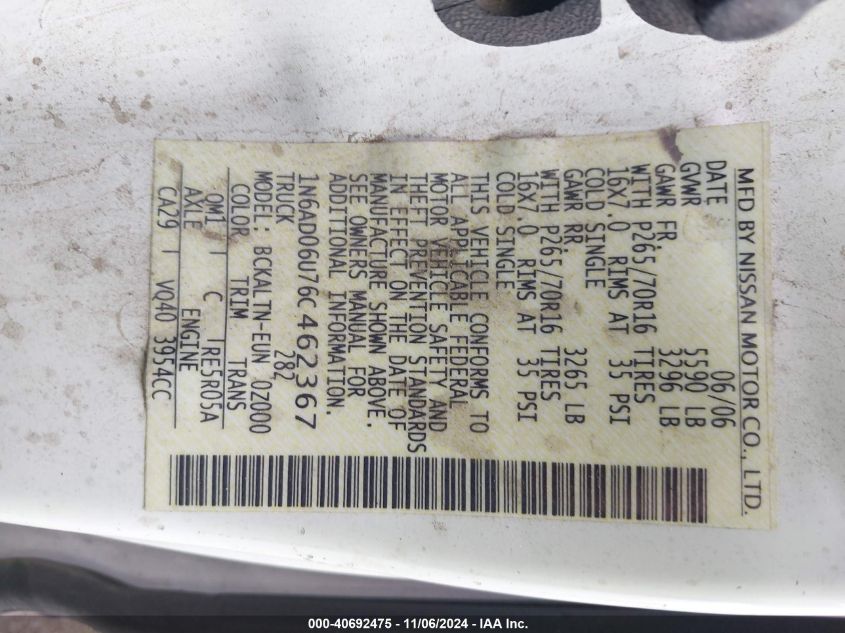 MFD BY NISSAN MOTOR CO., LTD.
DATE 06/06
GVWR 5590 LB
GAWR FR. 3296 LB
WITH P265/70R16 TIRES
16X7.0 RIMS AT 35 PSI
COLD SINGLE
GAWR RR. 3265 LB
WITH P265/70R16 TIRES
16X7.0 RIMS AT 35 PSI
COLD SINGLE
THIS VEHICLE CONFORMS TO
ALL APPLICABLE FEDERAL
MOTOR VEHICLE SAFETY AND
THEFT PREVENTION STANDARDS
IN EFFECT ON THE DATE OF
MANUFACTURE SHOWN ABOVE.
SEE OWNERS MANUAL FOR
ADDITIONAL INFORMATION.
1N6AD06U76C462367
TRUCK 282
MODEL: BCKALTN-EUN 0Z000
COLOR TRIM TRANS
QM1 | C | RE5R05A
AXLE ENGINE
CA29 | VQ40 3954CC
000-40692475 - 11/06/2024 - IAA Inc.